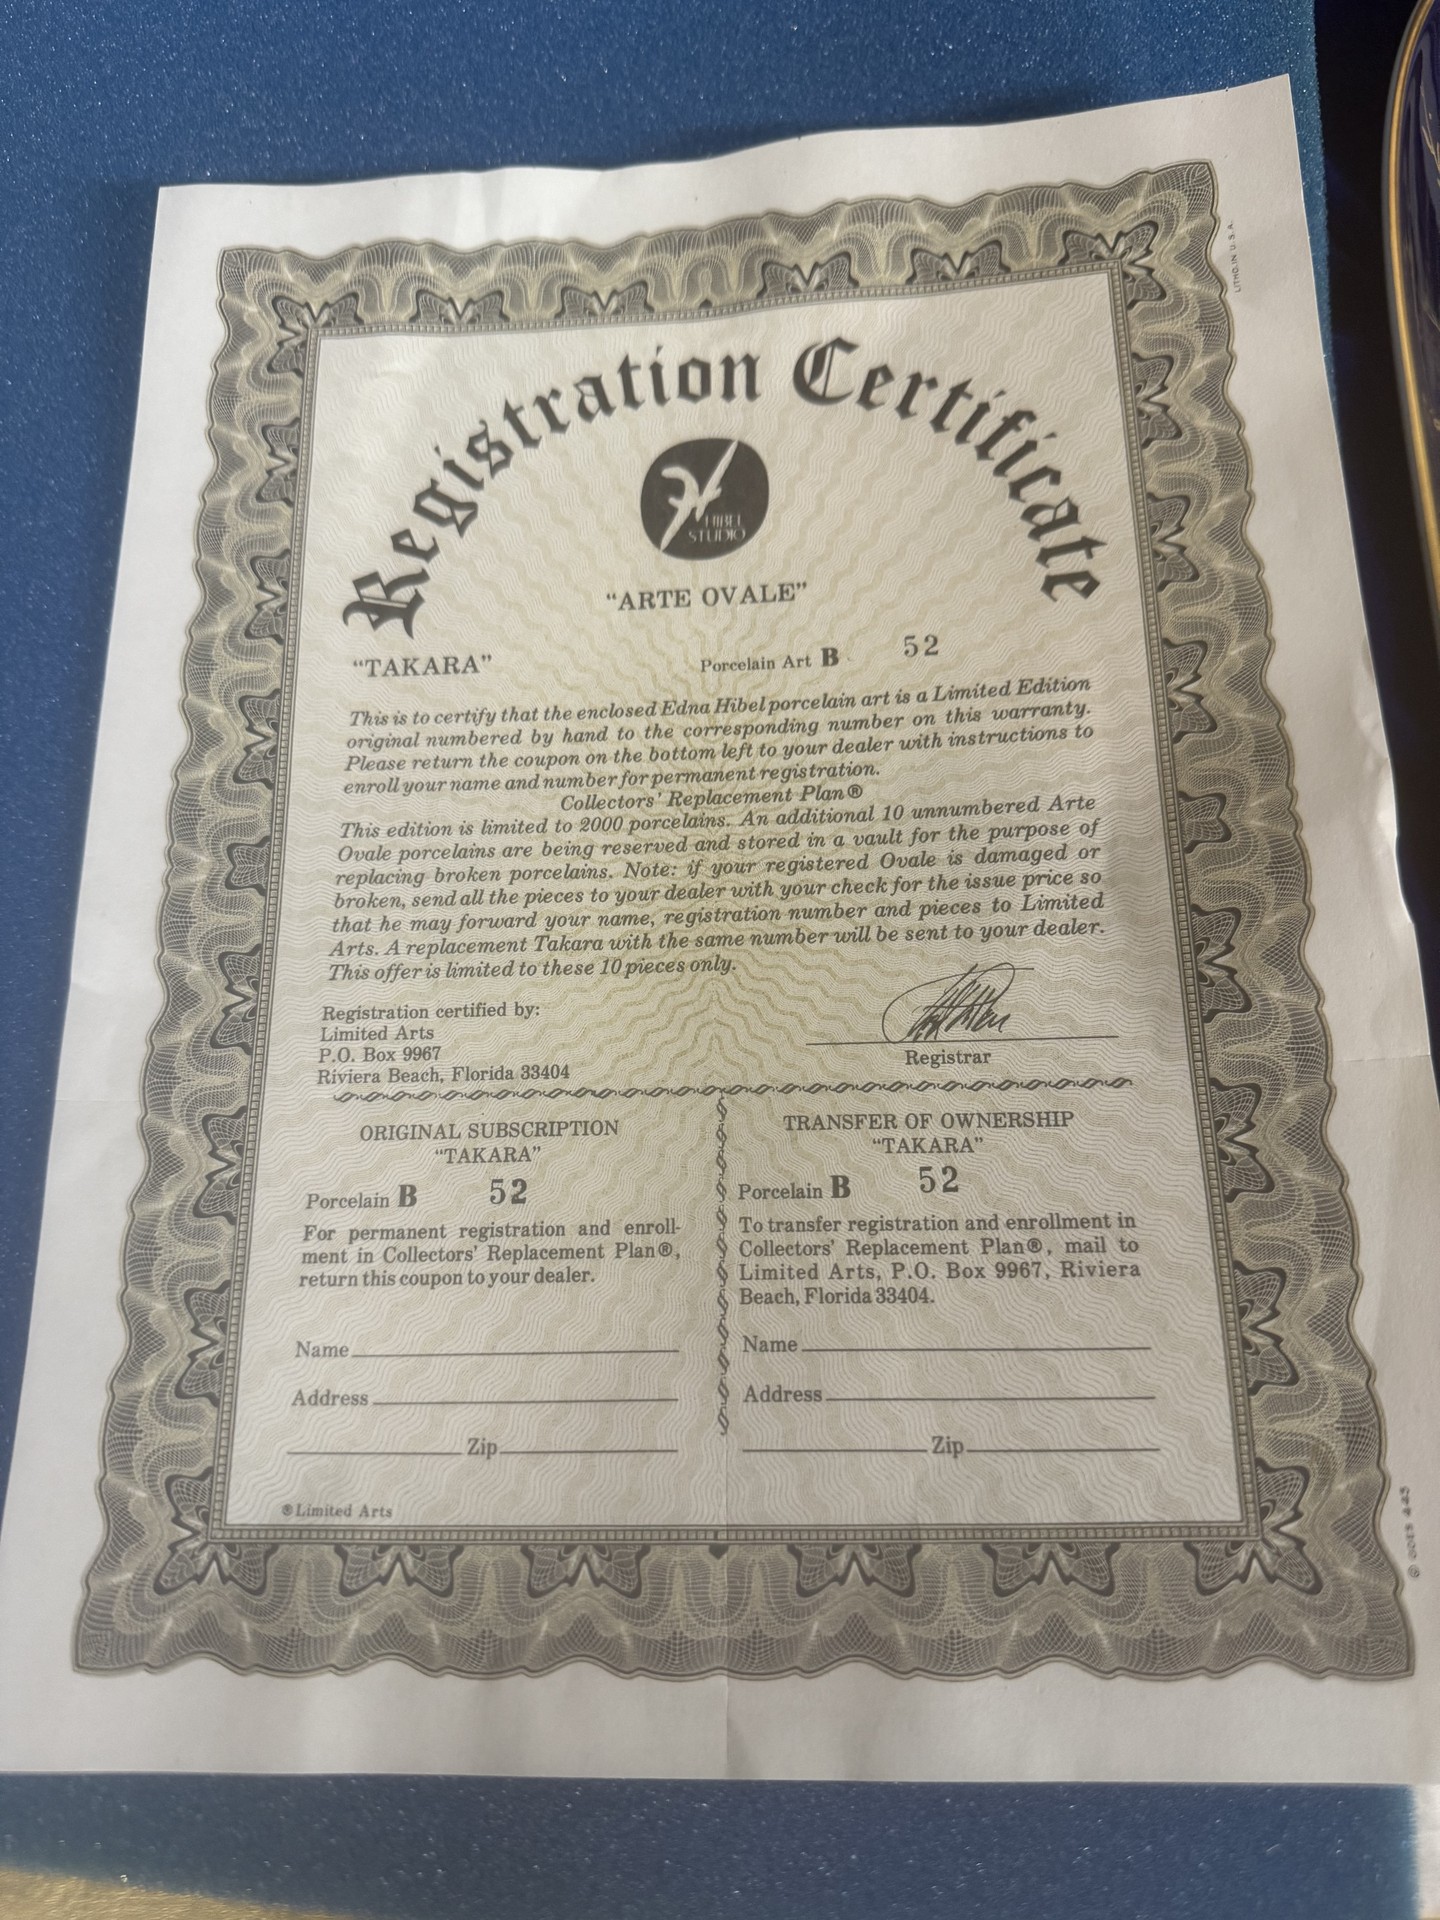 LITHO. IN U.S.A.
Registration Certificate
HIBEL
STUDIO
“ARTE OVALE”
“TAKARA” Porcelain Art B 52
This is to certify that the enclosed Edna Hibel porcelain art is a Limited Edition
original numbered by hand to the corresponding number on this warranty.
Please return the coupon on the bottom left to your dealer with instructions to
enroll your name and number for permanent registration.
Collectors' Replacement Plan®
This edition is limited to 2000 porcelains. An additional 10 unnumbered Arte
Ovale porcelains are being reserved and stored in a vault for the purpose of
replacing broken porcelains. Note: if your registered Ovale is damaged or
broken, send all the pieces to your dealer with your check for the issue price so
that he may forward your name, registration number and pieces to Limited
Arts. A replacement Takara with the same number will be sent to your dealer.
This offer is limited to these 10 pieces only.
Registration certified by:
Limited Arts
P.O. Box 9967
Riviera Beach, Florida 33404
Registrar
ORIGINAL SUBSCRIPTION
“TAKARA”
Porcelain B 52
For permanent registration and enroll-
ment in Collectors' Replacement Plan®,
return this coupon to your dealer.
Name
Address
Zip
®Limited Arts
TRANSFER OF OWNERSHIP
“TAKARA”
Porcelain B 52
To transfer registration and enrollment in
Collectors' Replacement Plan®, mail to
Limited Arts, P.O. Box 9967, Riviera
Beach, Florida 33404.
Name
Address
Zip
© GOES 443